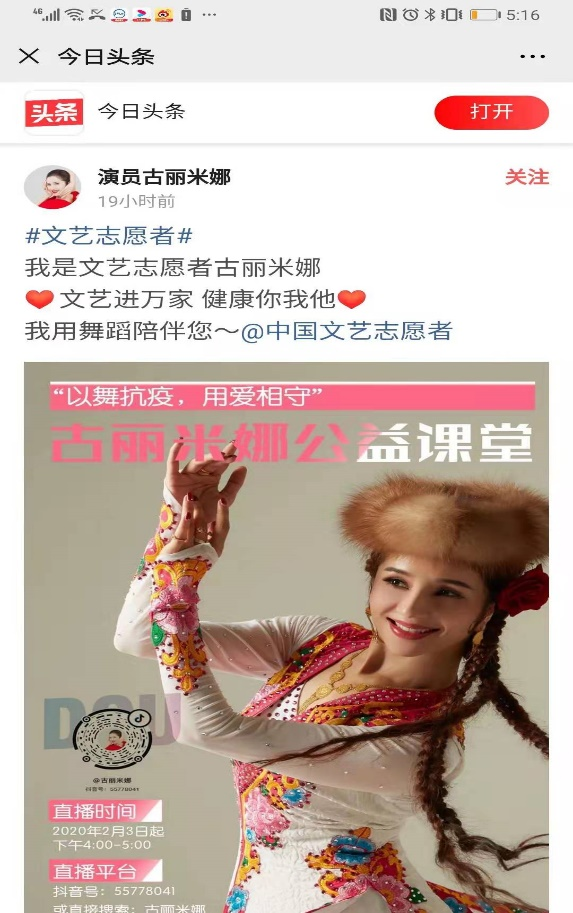 4G
5:16
今日头条
头条 今日头条 打开
演员古丽米娜
关注
19小时前
#文艺志愿者#
我是文艺志愿者古丽米娜
文艺进万家 健康你我他
我用舞蹈陪伴您~@中国文艺志愿者
“以舞抗疫，用爱相守”
古丽米娜公益课堂
DOU
@古丽米娜
抖音号：55778041
直播时间
2020年2月3日起
下午4:00-5:00
直播平台
抖音号：55778041
或直接搜索：古丽米娜